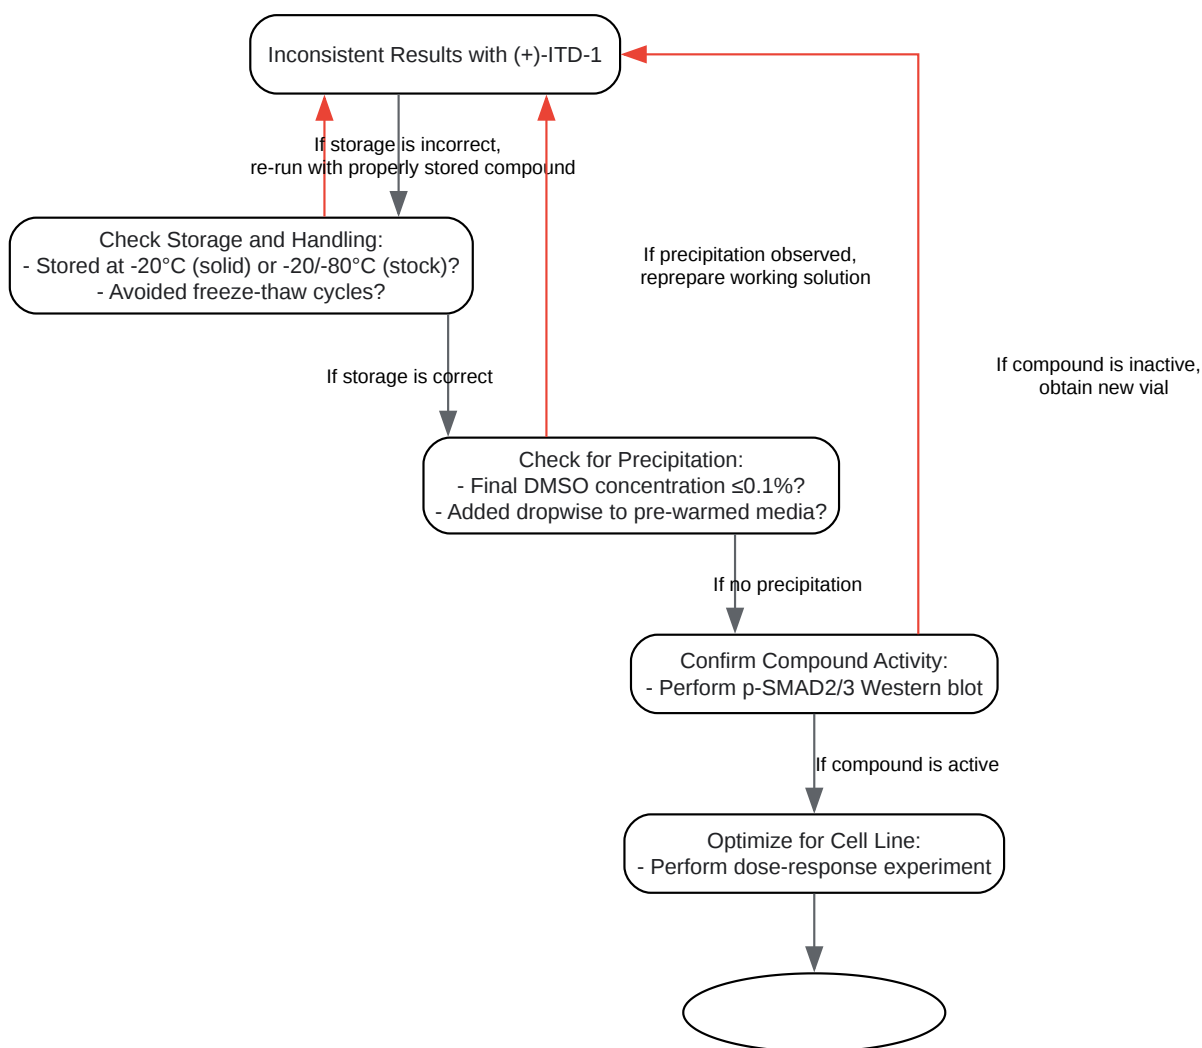 Inconsistent Results with (+)-ITD-1
If storage is incorrect,
re-run with properly stored compound
Check Storage and Handling:
- Stored at -20°C (solid) or -20/-80°C (stock)?
- Avoided freeze-thaw cycles?
If precipitation observed,
reprepare working solution
If compound is inactive,
obtain new vial
If storage is correct
Check for Precipitation:
- Final DMSO concentration ≤0.1%?
- Added dropwise to pre-warmed media?
If no precipitation
Confirm Compound Activity:
- Perform p-SMAD2/3 Western blot
If compound is active
Optimize for Cell Line:
- Perform dose-response experiment